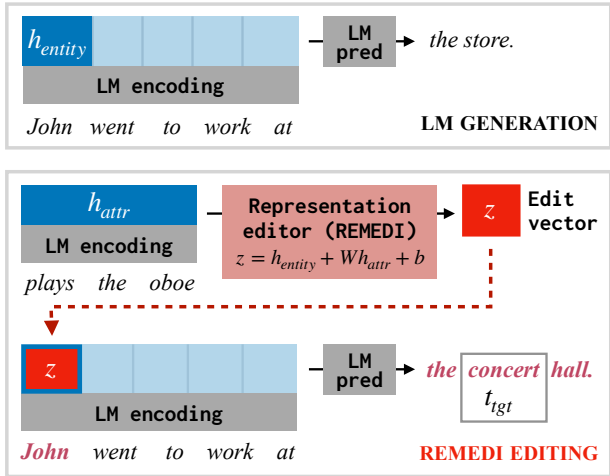 h_entity
LM pred
the store.
LM encoding
John went to work at
LM GENERATION
h_attr
Representation editor (REMEDI)
z = h_entity + Wh_attr + b
z
Edit vector
LM encoding
plays the oboe
z
LM pred
the concert hall.
t_tgt
LM encoding
John went to work at
REMEDI EDITING